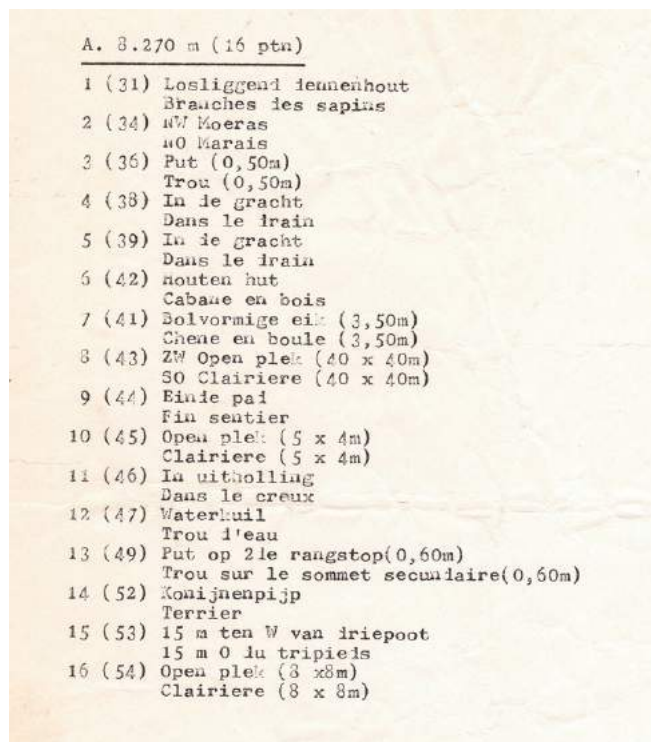 A. 8.270 m (16 ptn)
1 (31) Losliggend dennenhout
Branches des sapins
2 (34) NW Moeras
NO Marais
3 (36) Put (0,50m)
Trou (0,50m)
4 (38) In de gracht
Dans le drain
5 (39) In de gracht
Dans le drain
6 (42) Houten hut
Cabane en bois
7 (41) Bolvormige eik (3,50m)
Chene en boule (3,50m)
8 (43) ZW Open plek (40 x 40m)
SO Clairiere (40 x 40m)
9 (44) Einde pad
Fin sentier
10 (45) Open plek (5 x 4m)
Clairiere (5 x 4m)
11 (46) In uitholling
Dans le creux
12 (47) Waterkuil
Trou d'eau
13 (49) Put op 2de rangstop(0,60m)
Trou sur le sommet secundaire(0,60m)
14 (52) Konijnenpijp
Terrier
15 (53) 15 m ten W van driepoot
15 m O du tripieds
16 (54) Open plek (8 x8m)
Clairiere (8 x 8m)